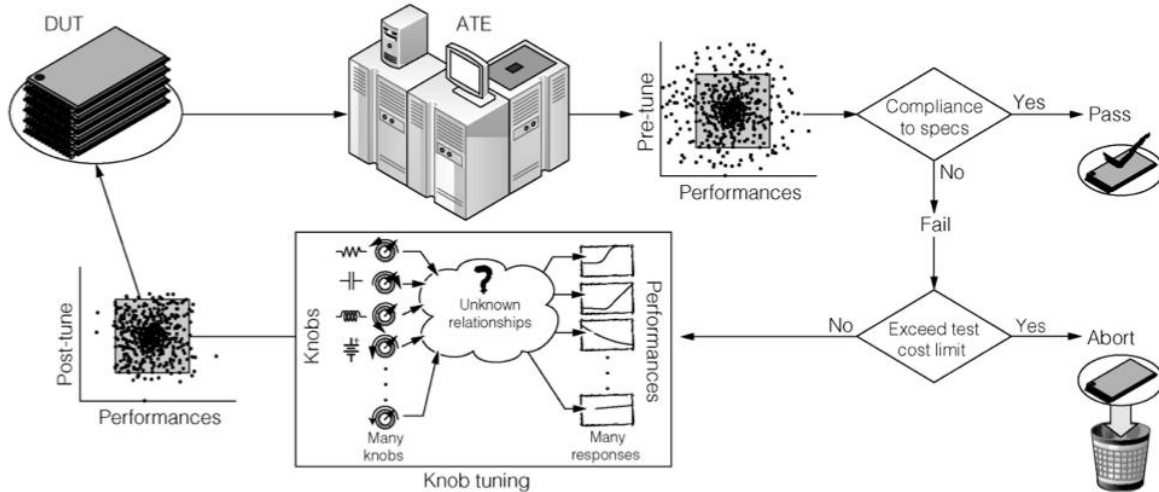 DUT
ATE
Pre-tune
Performances
Compliance
to specs
Yes
Pass
No
Fail
Exceed test
cost limit
Yes
Abort
No
Knobs
?
Unknown
relationships
Performances
Many
knobs
Many
responses
Knob tuning
Post-tune
Performances